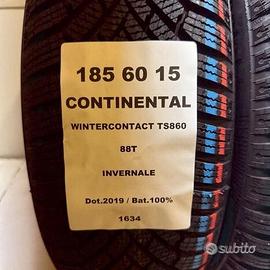 185 60 15
CONTINENTAL
WINTERCONTACT TS860
88T
INVERNALE
Dot.2019 / Bat.100%
1634
subito